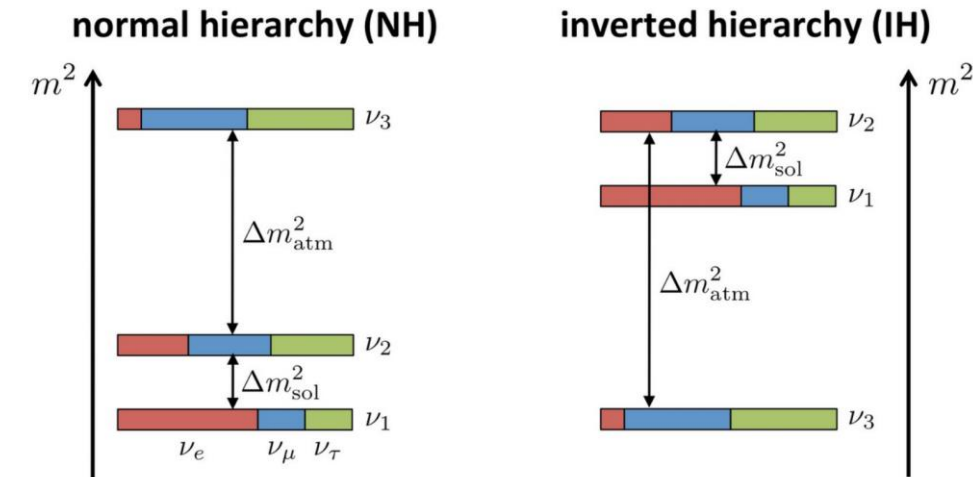 normal hierarchy (NH)
m²
ν₃
Δm²atm
ν₂
Δm²sol
ν₁
νₑ νμ ντ
inverted hierarchy (IH)
m²
ν₂
Δm²sol
ν₁
Δm²atm
ν₃